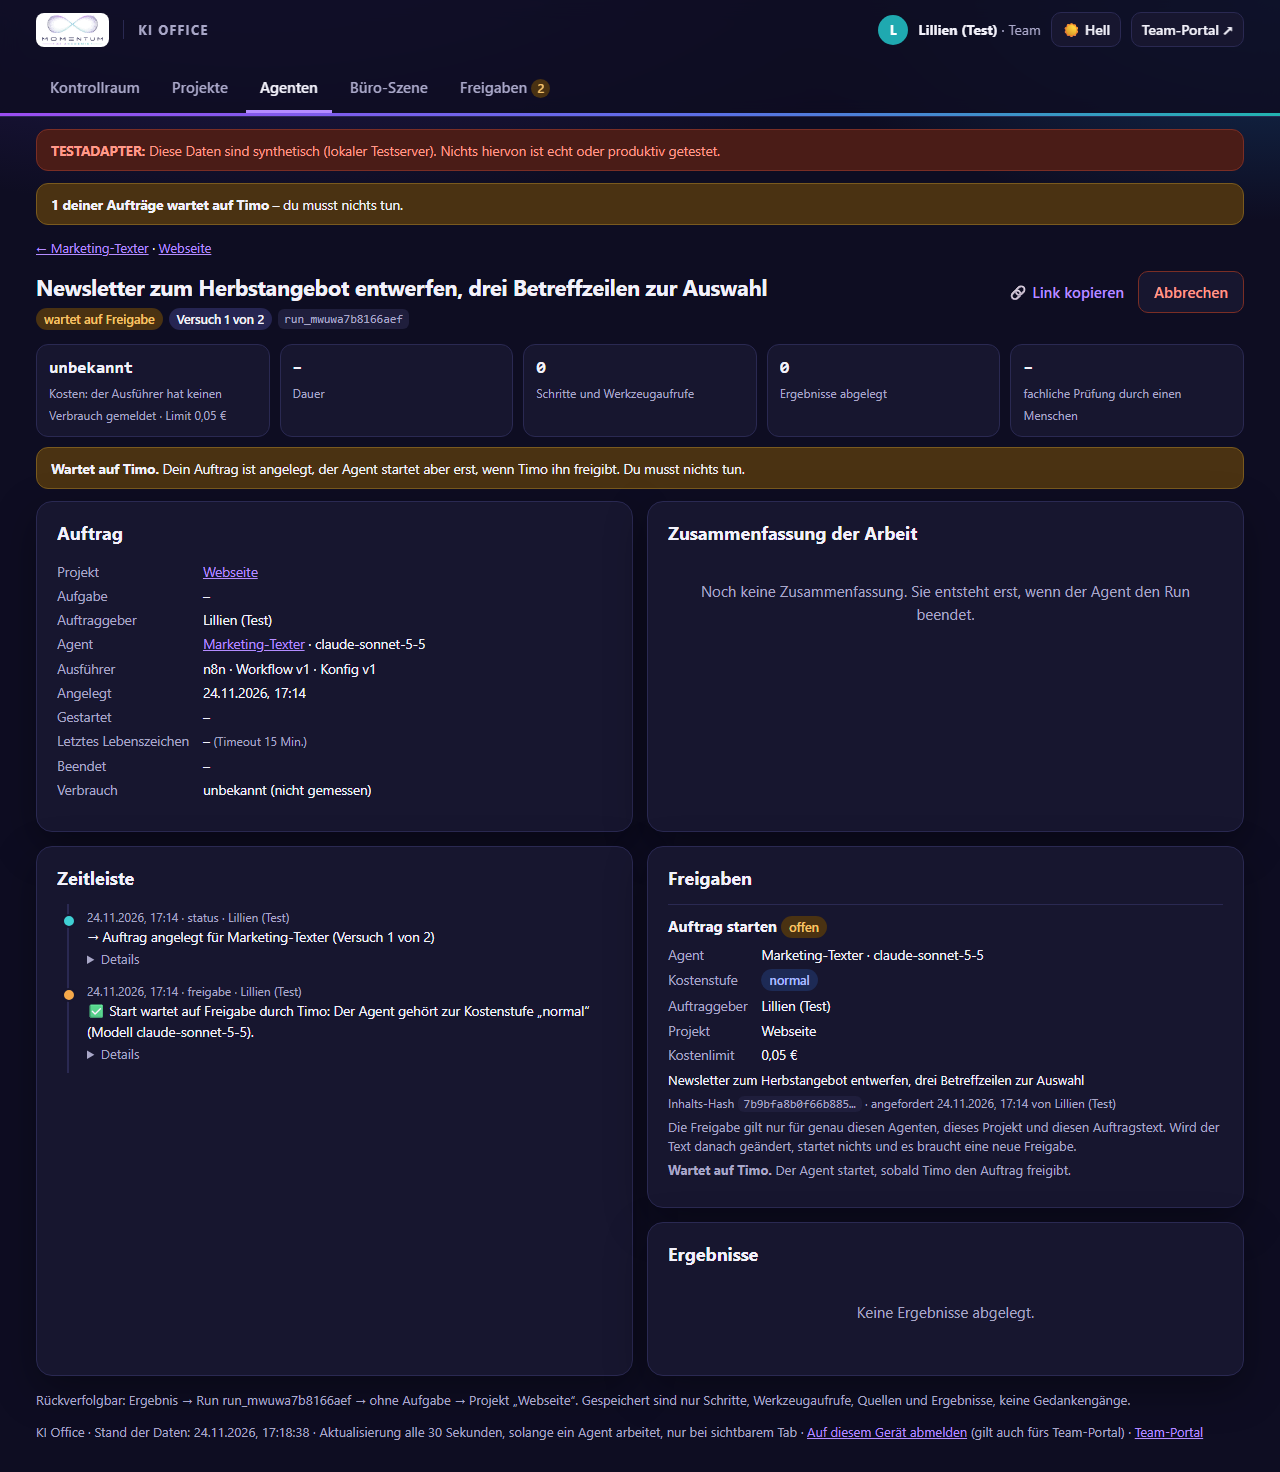 MOMENTUM
KI OFFICE
L
Lillien (Test) · Team
Hell
Team-Portal ↗
Kontrollraum
Projekte
Agenten
Büro-Szene
Freigaben 2
TESTADAPTER: Diese Daten sind synthetisch (lokaler Testserver). Nichts hiervon ist echt oder produktiv getestet.
1 deiner Aufträge wartet auf Timo – du musst nichts tun.
← Marketing-Texter · Webseite
Newsletter zum Herbstangebot entwerfen, drei Betreffzeilen zur Auswahl
Link kopieren
Abbrechen
wartet auf Freigabe
Versuch 1 von 2
run_mwuwa7b8166aef
unbekannt
Kosten: der Ausführer hat keinen
Verbrauch gemeldet · Limit 0,05 €
–
Dauer
0
Schritte und Werkzeugaufrufe
0
Ergebnisse abgelegt
–
fachliche Prüfung durch einen
Menschen
Wartet auf Timo. Dein Auftrag ist angelegt, der Agent startet aber erst, wenn Timo ihn freigibt. Du musst nichts tun.
Auftrag
Projekt Webseite
Aufgabe –
Auftraggeber Lillien (Test)
Agent Marketing-Texter · claude-sonnet-5-5
Ausführer n8n · Workflow v1 · Konfig v1
Angelegt 24.11.2026, 17:14
Gestartet –
Letztes Lebenszeichen – (Timeout 15 Min.)
Beendet –
Verbrauch unbekannt (nicht gemessen)
Zusammenfassung der Arbeit
Noch keine Zusammenfassung. Sie entsteht erst, wenn der Agent den Run
beendet.
Zeitleiste
24.11.2026, 17:14 · status · Lillien (Test)
→ Auftrag angelegt für Marketing-Texter (Versuch 1 von 2)
▶ Details
24.11.2026, 17:14 · freigabe · Lillien (Test)
✅ Start wartet auf Freigabe durch Timo: Der Agent gehört zur Kostenstufe „normal“
(Modell claude-sonnet-5-5).
▶ Details
Freigaben
Auftrag starten offen
Agent Marketing-Texter · claude-sonnet-5-5
Kostenstufe normal
Auftraggeber Lillien (Test)
Projekt Webseite
Kostenlimit 0,05 €
Newsletter zum Herbstangebot entwerfen, drei Betreffzeilen zur Auswahl
Inhalts-Hash 7b9bfa8b0f66b885… · angefordert 24.11.2026, 17:14 von Lillien (Test)
Die Freigabe gilt nur für genau diesen Agenten, dieses Projekt und diesen Auftragstext. Wird der
Text danach geändert, startet nichts und es braucht eine neue Freigabe.
Wartet auf Timo. Der Agent startet, sobald Timo den Auftrag freigibt.
Ergebnisse
Keine Ergebnisse abgelegt.
Rückverfolgbar: Ergebnis → Run run_mwuwa7b8166aef → ohne Aufgabe → Projekt „Webseite“. Gespeichert sind nur Schritte, Werkzeugaufrufe, Quellen und Ergebnisse, keine Gedankengänge.
KI Office · Stand der Daten: 24.11.2026, 17:18:38 · Aktualisierung alle 30 Sekunden, solange ein Agent arbeitet, nur bei sichtbarem Tab · Auf diesem Gerät abmelden (gilt auch fürs Team-Portal) · Team-Portal